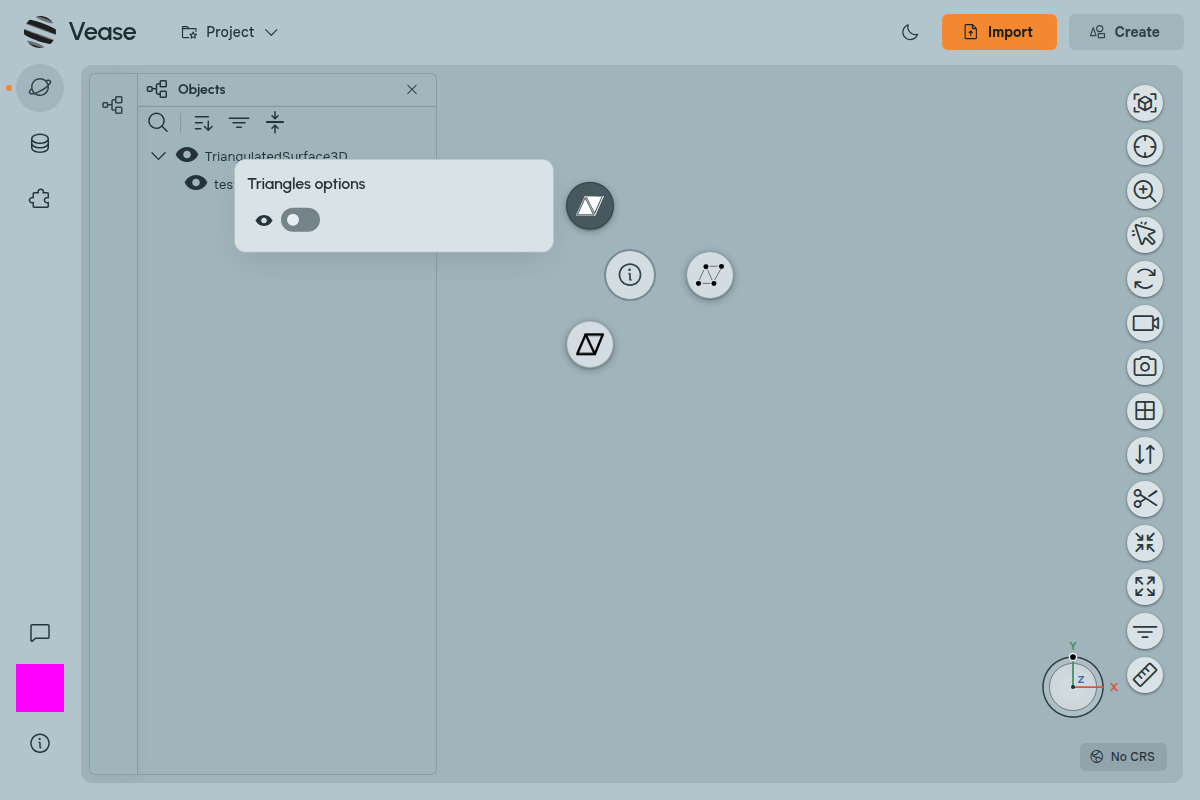 Vease
Project
Import
Create
Objects
TriangulatedSurface3D
tes
Triangles options
Y
Z
X
No CRS